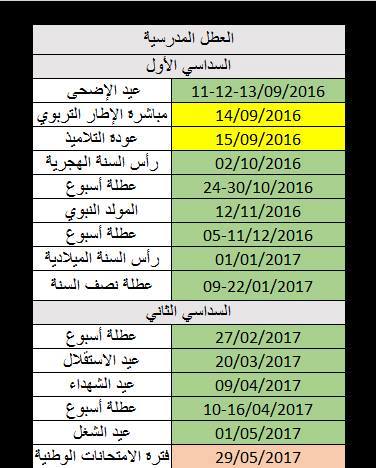 العطل المدرسية
السداسي الأول
عيد الإضحى 11-12-13/09/2016
مباشرة الإطار التربوي 14/09/2016
عودة التلاميذ 15/09/2016
رأس السنة الهجرية 02/10/2016
عطلة أسبوع 24-30/10/2016
المولد النبوي 12/11/2016
عطلة أسبوع 05-11/12/2016
رأس السنة الميلادية 01/01/2017
عطلة نصف السنة 09-22/01/2017
السداسي الثاني
عطلة أسبوع 27/02/2017
عيد الاستقلال 20/03/2017
عيد الشهداء 09/04/2017
عطلة أسبوع 10-16/04/2017
عيد الشغل 01/05/2017
فترة الامتحانات الوطنية 29/05/2017